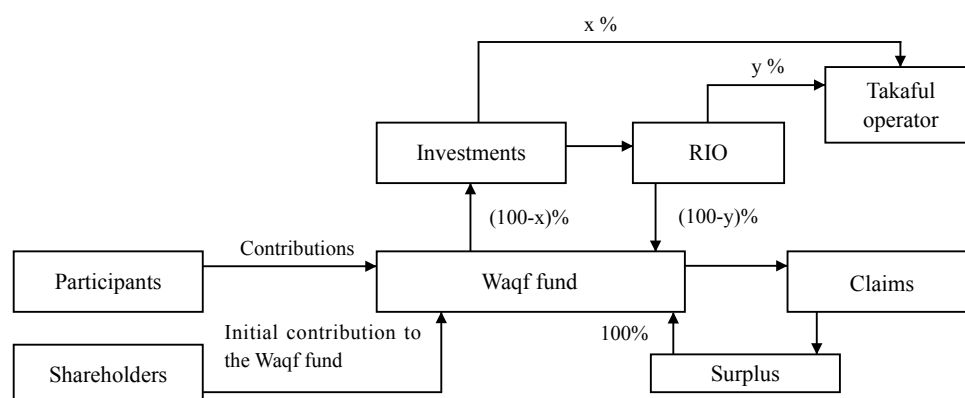 x %
y %
Takaful
operator
Investments
RIO
(100-x)%
(100-y)%
Contributions
Participants
Waqf fund
Claims
Initial contribution to
the Waqf fund
100%
Shareholders
Surplus